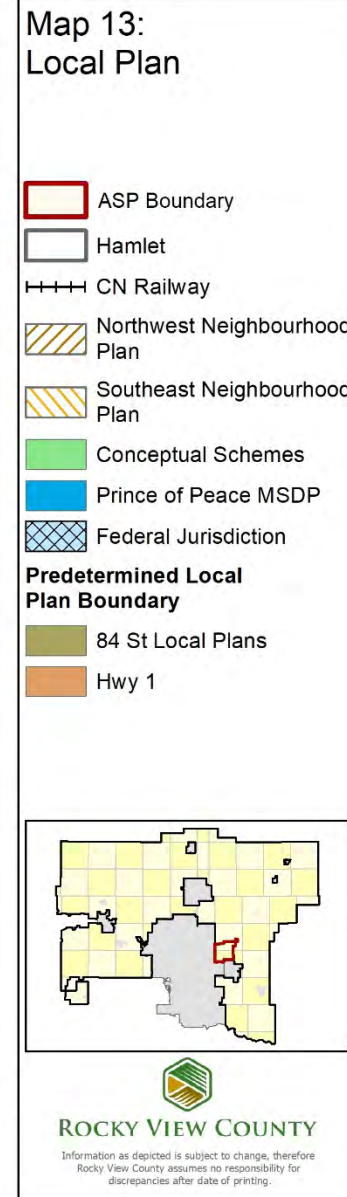 Map 13:
Local Plan
ASP Boundary
Hamlet
CN Railway
Northwest Neighbourhood
Plan
Southeast Neighbourhood
Plan
Conceptual Schemes
Prince of Peace MSDP
Federal Jurisdiction
Predetermined Local
Plan Boundary
84 St Local Plans
Hwy 1
ROCKY VIEW COUNTY
Information as depicted is subject to change, therefore
Rocky View County assumes no responsibility for
discrepancies after date of printing.